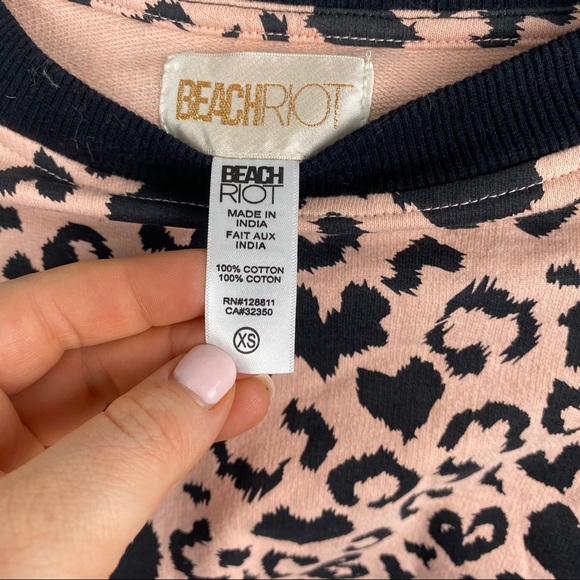 BEACHRIOT
BEACH
RIOT
MADE IN
INDIA
FAIT AUX
INDIA
100% COTTON
100% COTON
RN#128811
CA#32350
XS